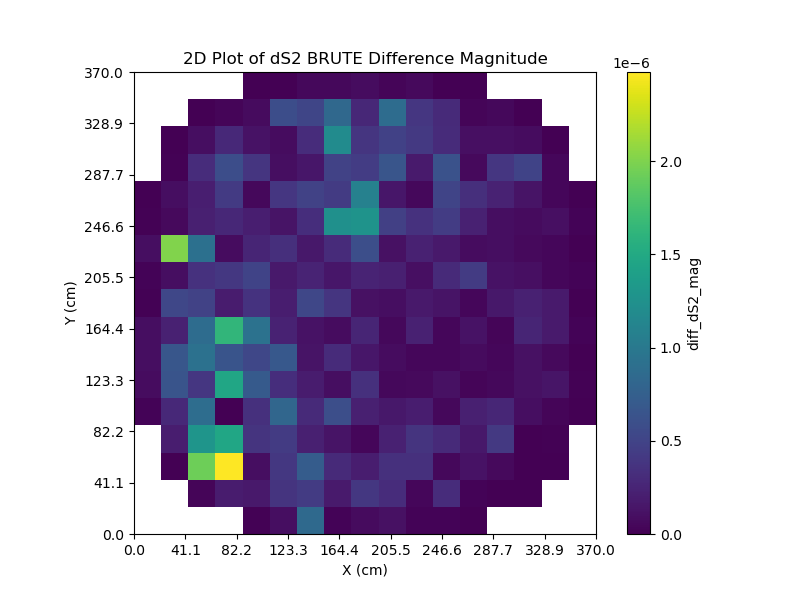 2D Plot of dS2 BRUTE Difference Magnitude
1e−6
370.0
328.9
287.7
246.6
205.5
164.4
123.3
82.2
41.1
0.0
Y (cm)
0.0 41.1 82.2 123.3 164.4 205.5 246.6 287.7 328.9 370.0
X (cm)
2.0
1.5
1.0
0.5
0.0
diff_dS2_mag